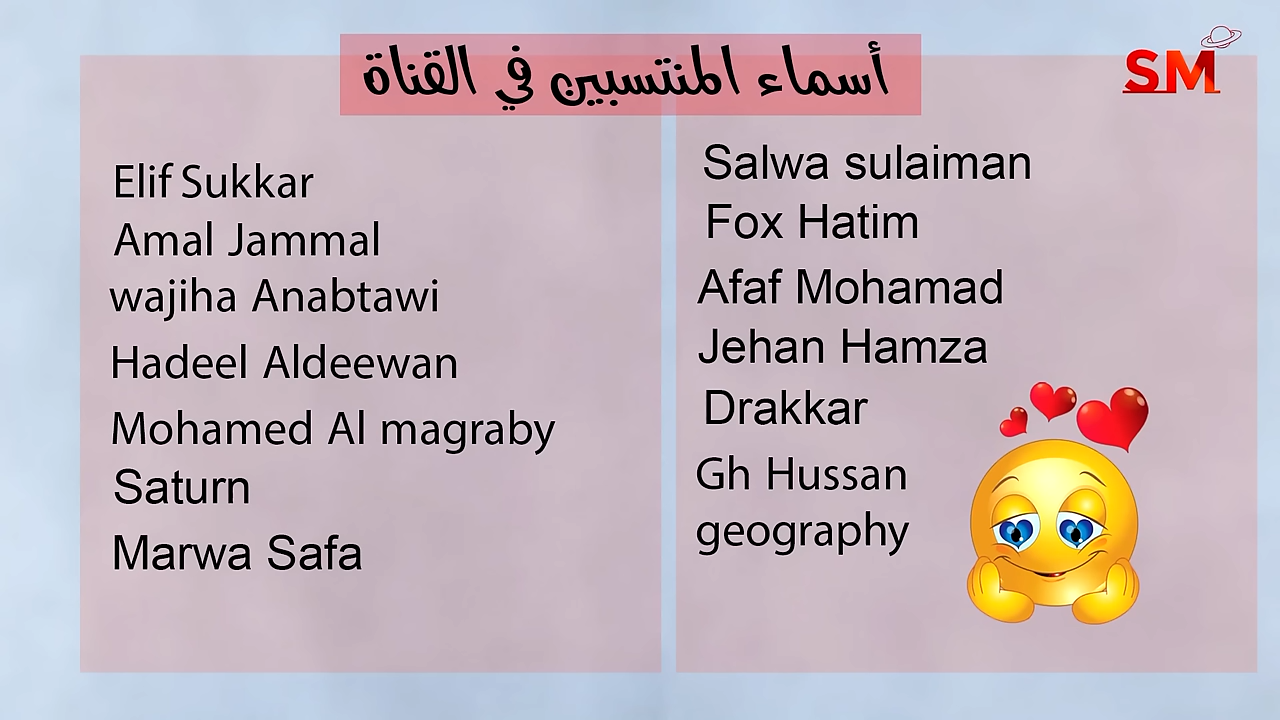 أسماء المنتسبين في القناة
SM
Elif Sukkar
Amal Jammal
wajiha Anabtawi
Hadeel Aldeewan
Mohamed Al magraby
Saturn
Marwa Safa
Salwa sulaiman
Fox Hatim
Afaf Mohamad
Jehan Hamza
Drakkar
Gh Hussan
geography